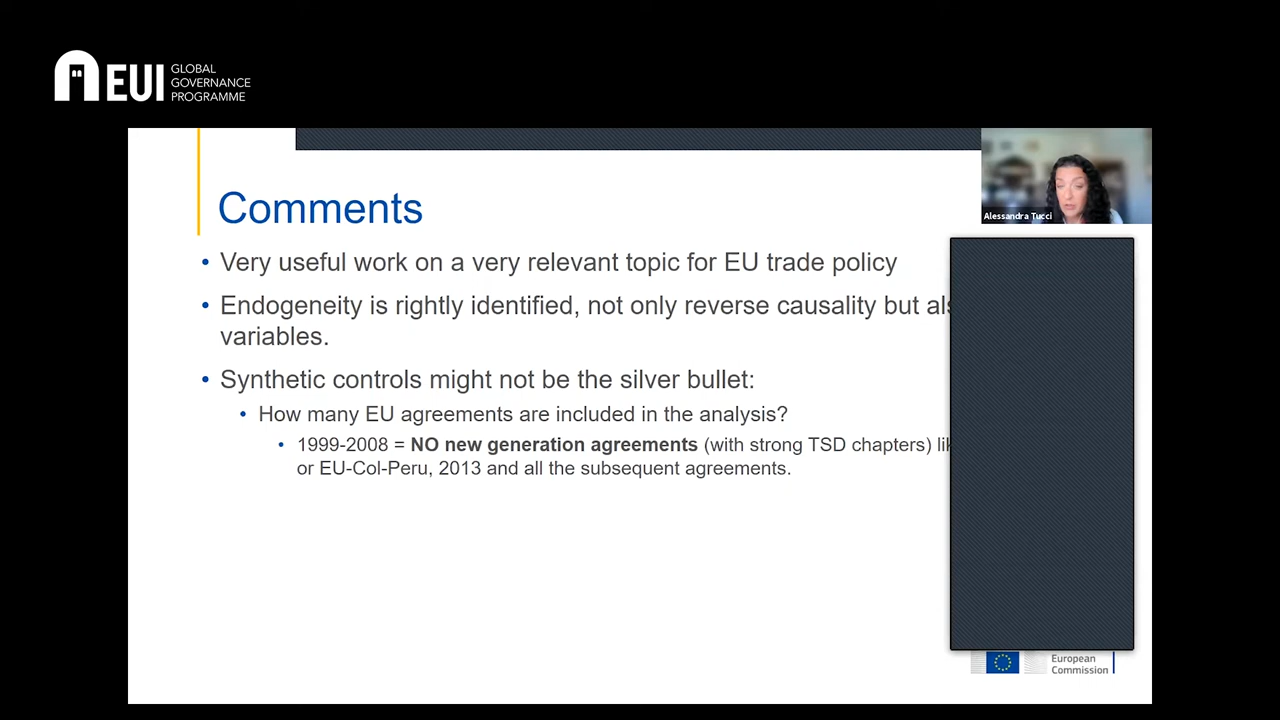 EUI
GLOBAL
GOVERNANCE
PROGRAMME
Alessandra Tucci
Comments
• Very useful work on a very relevant topic for EU trade policy
• Endogeneity is rightly identified, not only reverse causality but
variables.
• Synthetic controls might not be the silver bullet:
• How many EU agreements are included in the analysis?
• 1999-2008 = NO new generation agreements (with strong TSD chapters)
or EU-Col-Peru, 2013 and all the subsequent agreements.
European
Commission